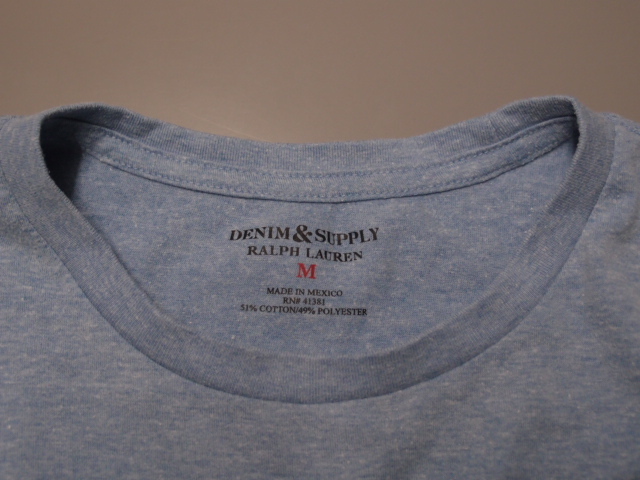 DENIM & SUPPLY
RALPH LAUREN
M
MADE IN MEXICO
RN# 41381
51% COTTON/49% POLYESTER